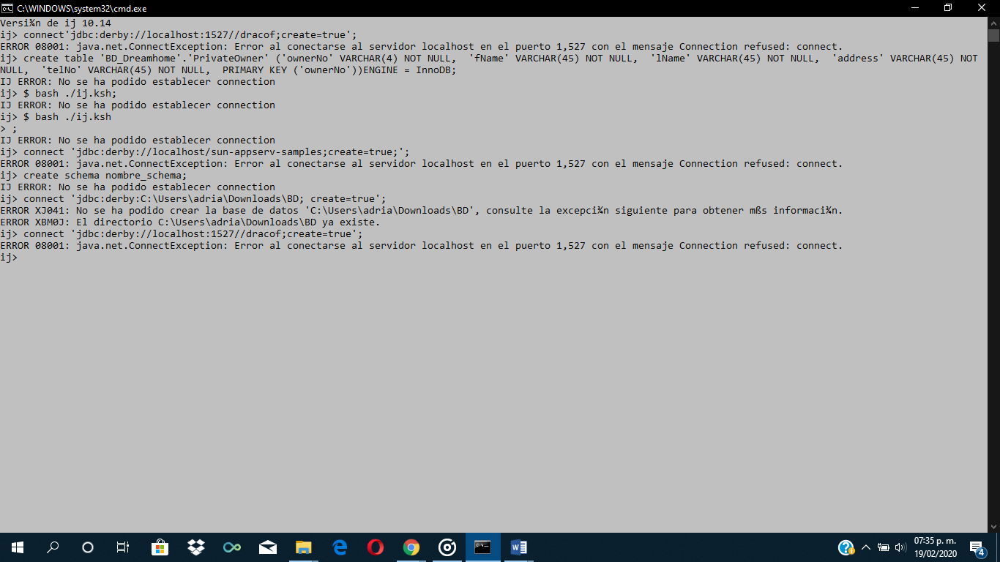 C:\WINDOWS\system32\cmd.exe
Versi¾n de ij 10.14
ij> connect'jdbc:derby://localhost:1527//dracof;create=true';
ERROR 08001: java.net.ConnectException: Error al conectarse al servidor localhost en el puerto 1,527 con el mensaje Connection refused: connect.
ij> create table 'BD_Dreamhome'.'PrivateOwner' ('ownerNo' VARCHAR(4) NOT NULL,  'fName' VARCHAR(45) NOT NULL,  'lName' VARCHAR(45) NOT NULL,  'address' VARCHAR(45) NOT
NULL,  'telNo' VARCHAR(45) NOT NULL,  PRIMARY KEY ('ownerNo'))ENGINE = InnoDB;
IJ ERROR: No se ha podido establecer connection
ij> $ bash ./ij.ksh;
IJ ERROR: No se ha podido establecer connection
ij> $ bash ./ij.ksh
> ;
IJ ERROR: No se ha podido establecer connection
ij> connect 'jdbc:derby://localhost/sun-appserv-samples;create=true;';
ERROR 08001: java.net.ConnectException: Error al conectarse al servidor localhost en el puerto 1,527 con el mensaje Connection refused: connect.
ij> create schema nombre_schema;
IJ ERROR: No se ha podido establecer connection
ij> connect 'jdbc:derby:C:\Users\adria\Downloads\BD; create=true';
ERROR XJ041: No se ha podido crear la base de datos 'C:\Users\adria\Downloads\BD', consulte la excepci¾n siguiente para obtener mßs informaci¾n.
ERROR XBM0J: El directorio C:\Users\adria\Downloads\BD ya existe.
ij> connect 'jdbc:derby://localhost:1527//dracof;create=true';
ERROR 08001: java.net.ConnectException: Error al conectarse al servidor localhost en el puerto 1,527 con el mensaje Connection refused: connect.
ij>
07:35 p. m.
19/02/2020
4